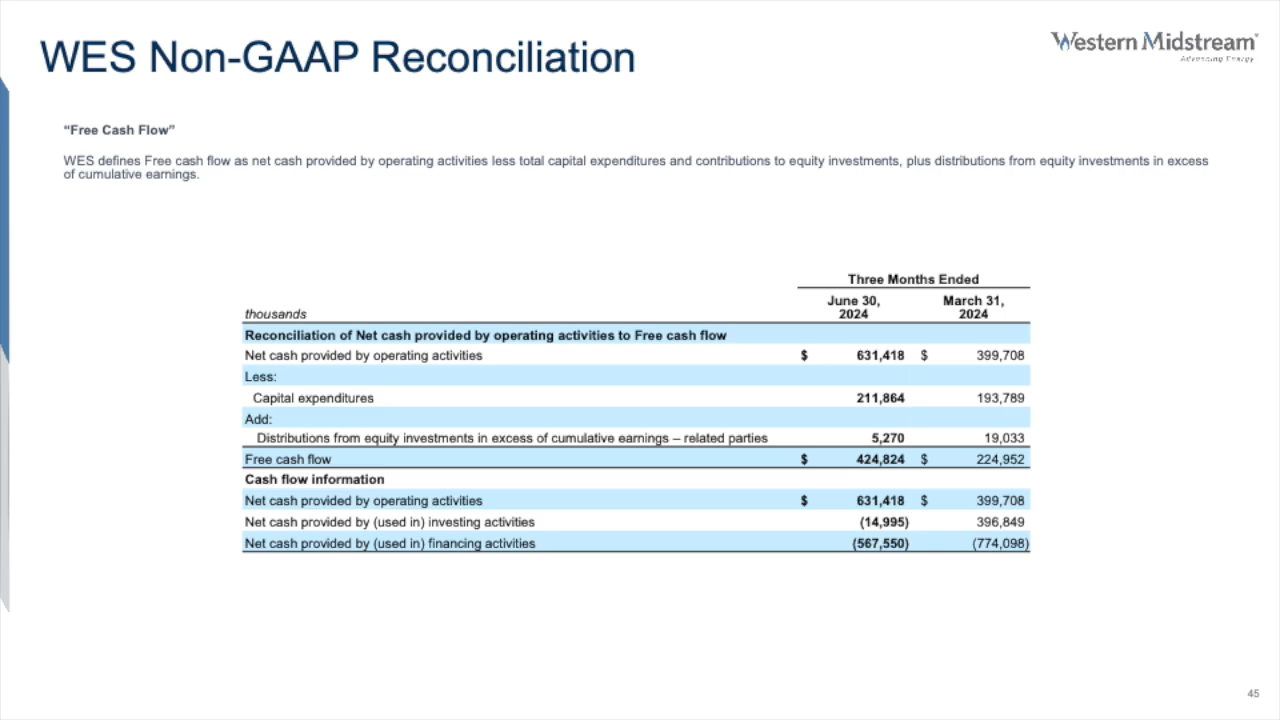 WES Non-GAAP Reconciliation
Western Midstream
Advancing Energy
“Free Cash Flow”
WES defines Free cash flow as net cash provided by operating activities less total capital expenditures and contributions to equity investments, plus distributions from equity investments in excess
of cumulative earnings.
Three Months Ended
June 30, March 31,
thousands 2024 2024
Reconciliation of Net cash provided by operating activities to Free cash flow
Net cash provided by operating activities $ 631,418 $ 399,708
Less:
Capital expenditures 211,864 193,789
Add:
Distributions from equity investments in excess of cumulative earnings – related parties 5,270 19,033
Free cash flow $ 424,824 $ 224,952
Cash flow information
Net cash provided by operating activities $ 631,418 $ 399,708
Net cash provided by (used in) investing activities (14,995) 396,849
Net cash provided by (used in) financing activities (567,550) (774,098)
45